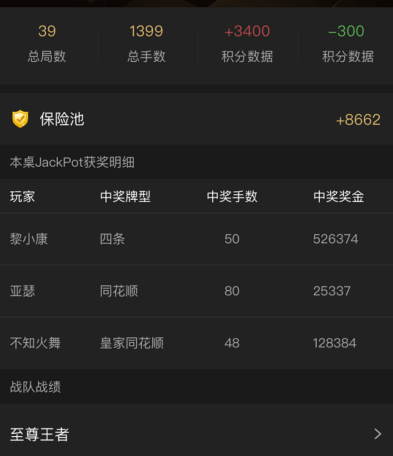 39 1399 +3400 −300
总局数 总手数 积分数据 积分数据
保险池 +8662
本桌JackPot获奖明细
玩家 中奖牌型 中奖手数 中奖奖金
黎小康 四条 50 526374
亚瑟 同花顺 80 25337
不知火舞 皇家同花顺 48 128384
战队战绩
至尊王者